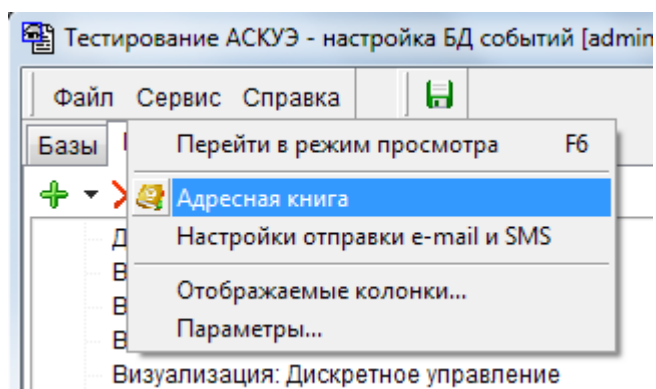 Тестирование АСКУЭ - настройка БД событий [admin
Файл Сервис Справка
Базы
Перейти в режим просмотра F6
Адресная книга
Настройки отправки e-mail и SMS
Отображаемые колонки...
Параметры...
Визуализация: Дискретное управление